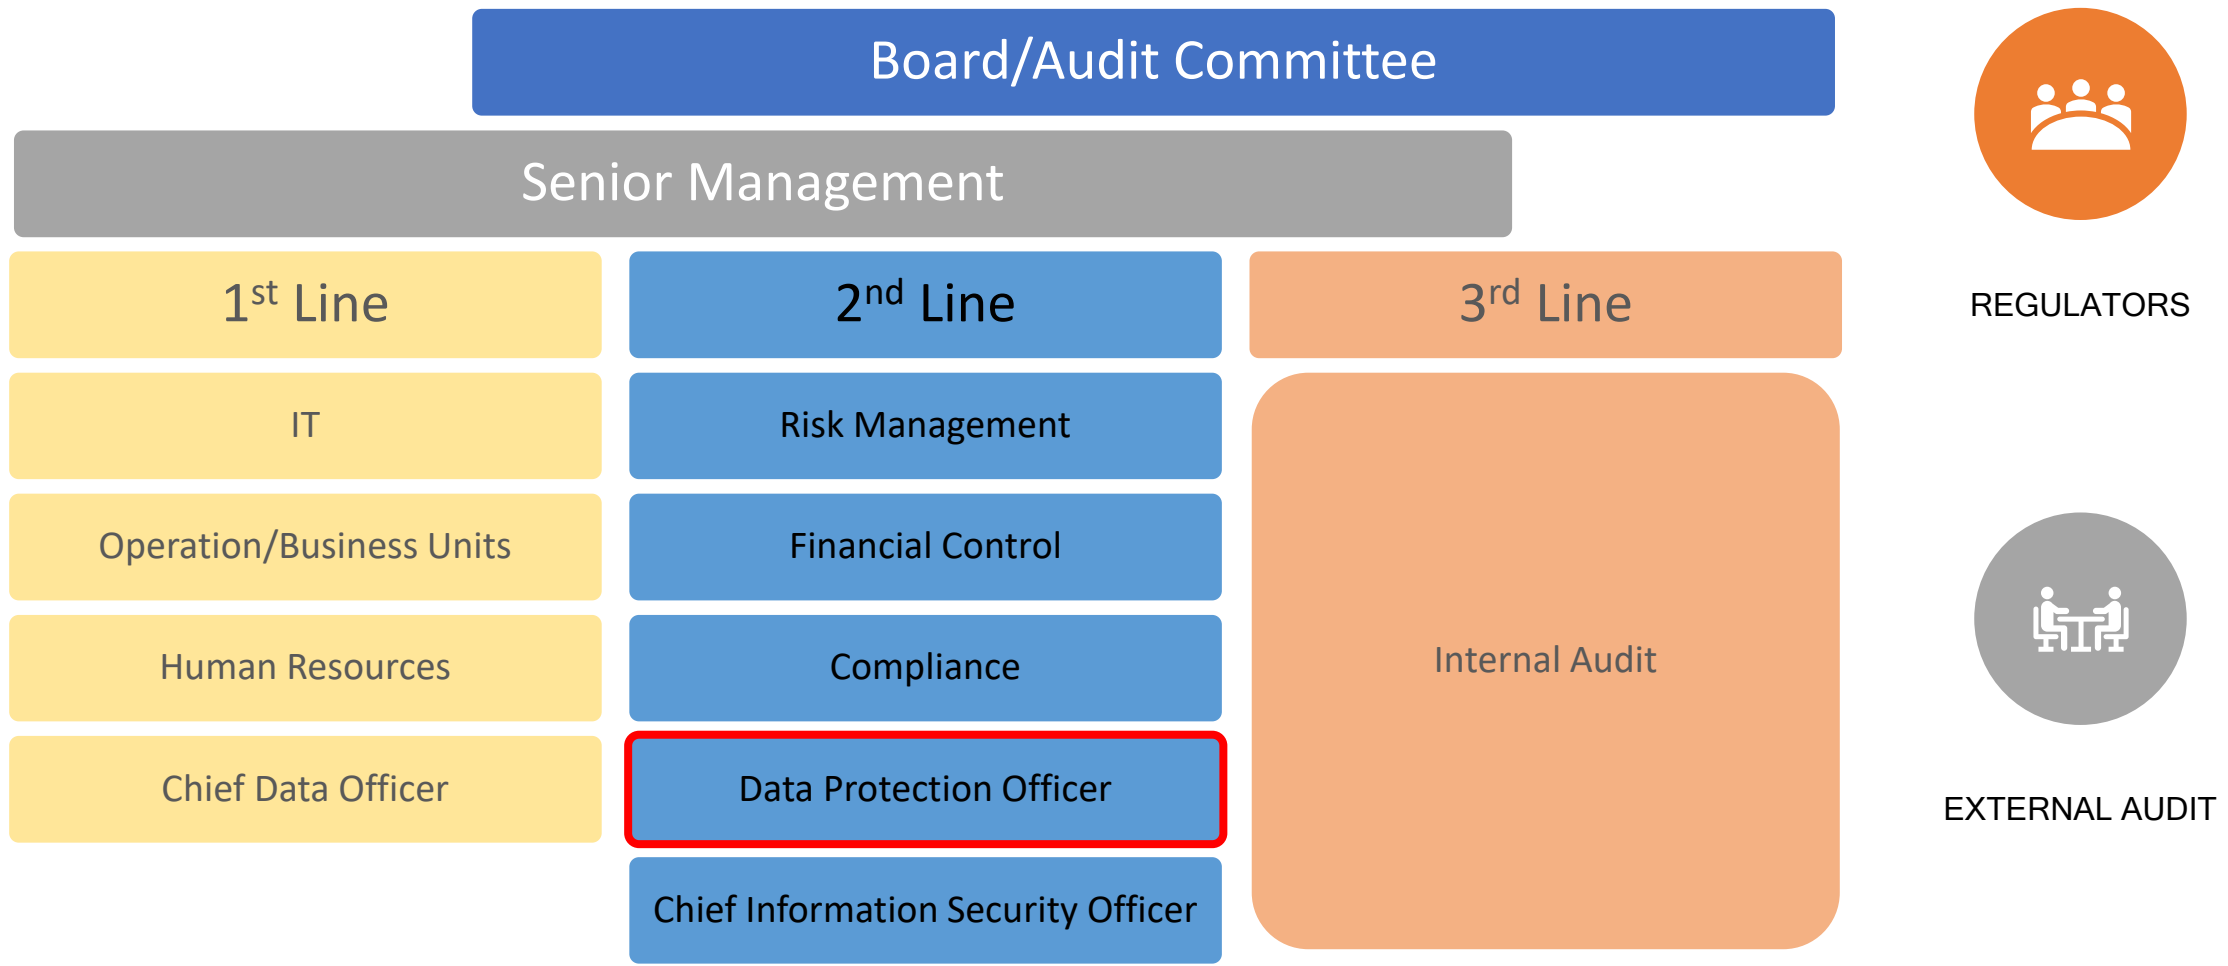 Board/Audit Committee
Senior Management
1st Line
2nd Line
3rd Line
REGULATORS
IT
Risk Management
Operation/Business Units
Financial Control
Human Resources
Compliance
Internal Audit
Chief Data Officer
Data Protection Officer
EXTERNAL AUDIT
Chief Information Security Officer